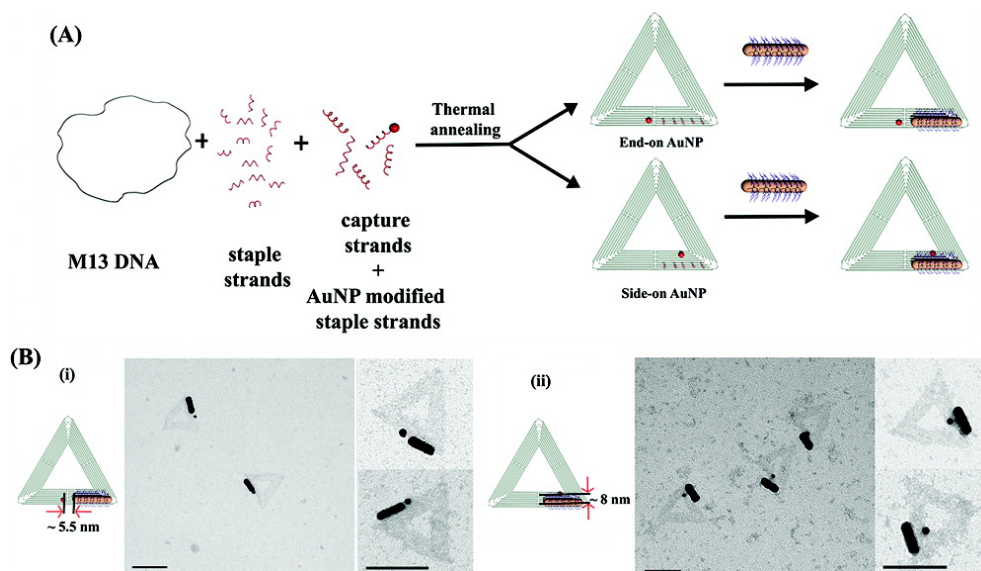 (A)
+
+
Thermal
annealing
End-on AuNP
Side-on AuNP
M13 DNA
staple
strands
capture
strands
+
AuNP modified
staple strands
(B)
(i)
~ 5.5 nm
(ii)
~ 8 nm